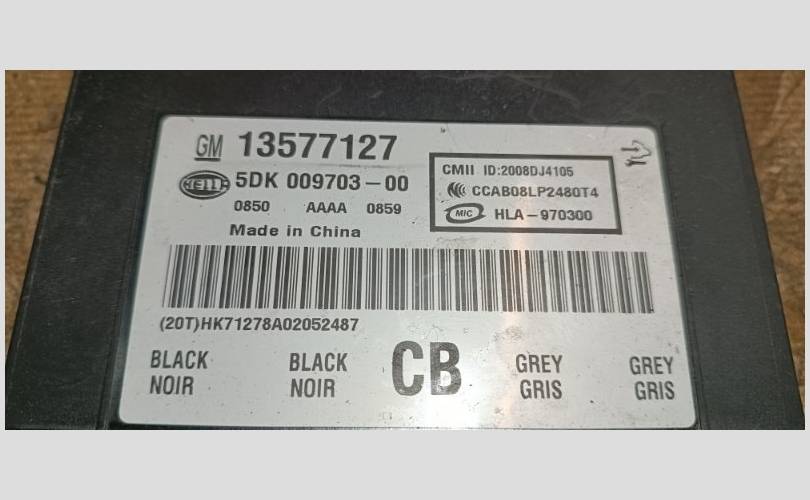 GM 13577127
HELLA 5DK 009703-00
0850 AAAA 0859
Made in China
CMII ID:2008DJ4105
CCAB08LP2480T4
MIC HLA-970300
(20T)HK71278A02052487
BLACK BLACK CB GREY GREY
NOIR NOIR GRIS GRIS